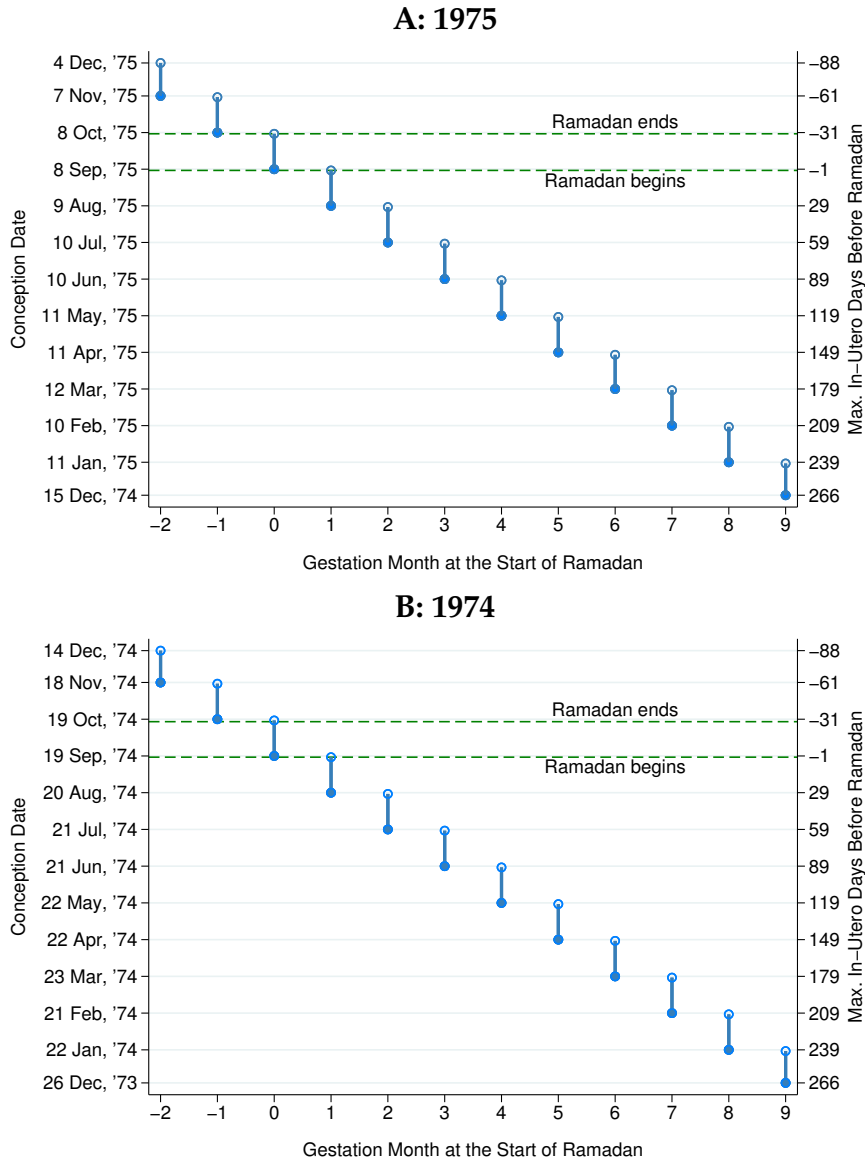 A: 1975
4 Dec, '75
7 Nov, '75
8 Oct, '75
8 Sep, '75
9 Aug, '75
10 Jul, '75
10 Jun, '75
11 May, '75
11 Apr, '75
12 Mar, '75
10 Feb, '75
11 Jan, '75
15 Dec, '74
Conception Date
Ramadan ends
Ramadan begins
−88
−61
−31
−1
29
59
89
119
149
179
209
239
266
Max. In−Utero Days Before Ramadan
−2 −1 0 1 2 3 4 5 6 7 8 9
Gestation Month at the Start of Ramadan
B: 1974
14 Dec, '74
18 Nov, '74
19 Oct, '74
19 Sep, '74
20 Aug, '74
21 Jul, '74
21 Jun, '74
22 May, '74
22 Apr, '74
23 Mar, '74
21 Feb, '74
22 Jan, '74
26 Dec, '73
Conception Date
Ramadan ends
Ramadan begins
−88
−61
−31
−1
29
59
89
119
149
179
209
239
266
Max. In−Utero Days Before Ramadan
−2 −1 0 1 2 3 4 5 6 7 8 9
Gestation Month at the Start of Ramadan